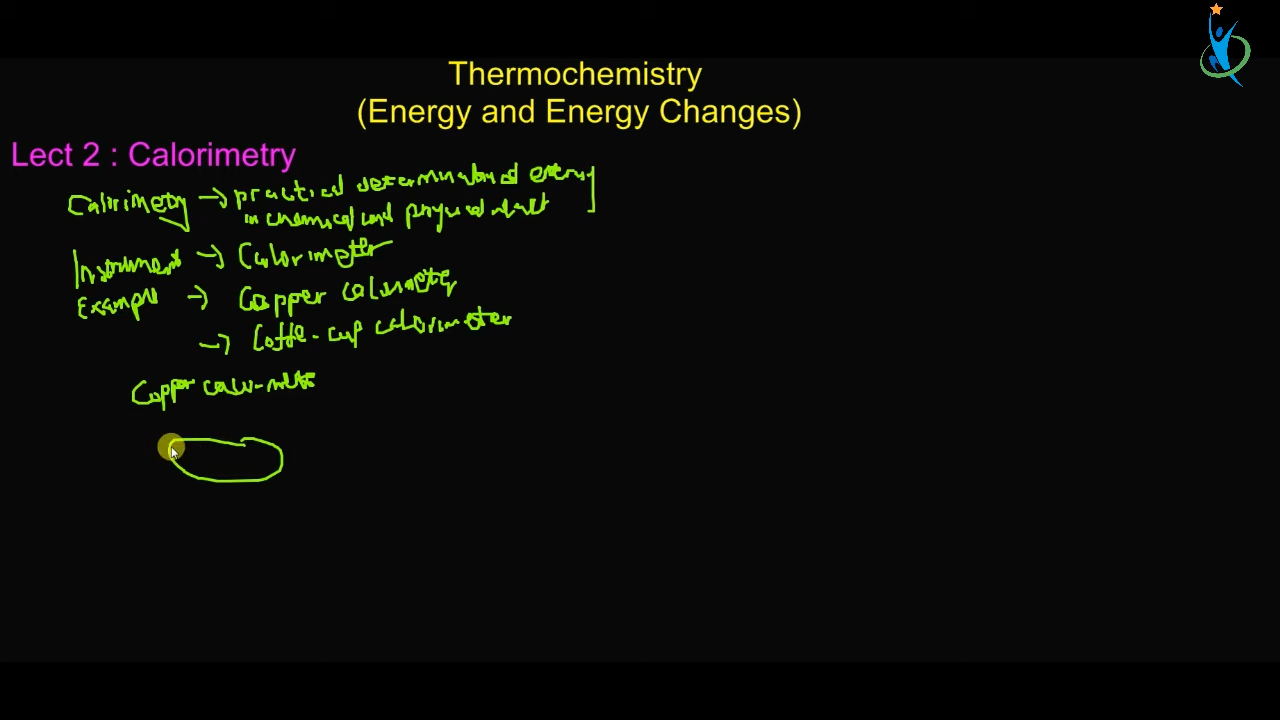 Thermochemistry
(Energy and Energy Changes)
Lect 2 : Calorimetry
Calorimetry → practical determination of energy
in chemical and physical
Instrument → Calorimeter
Example → Copper calorimeter
→ Coffe-cup calorimeter
Copper calorimeter